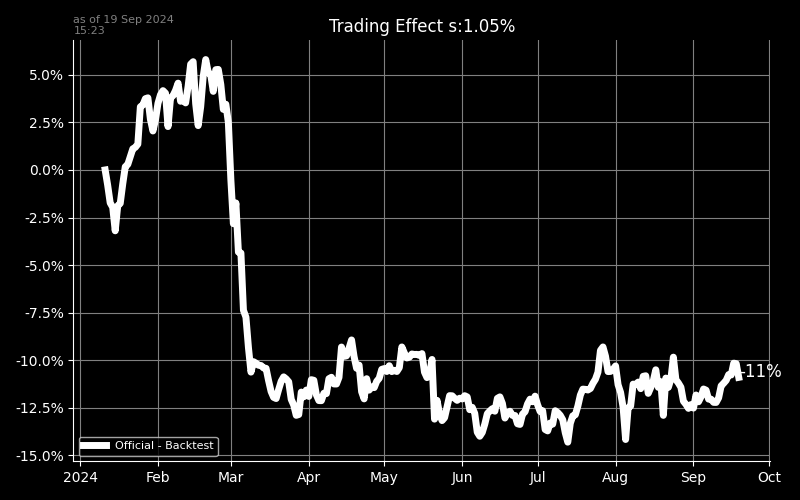 as of 19 Sep 2024
15:23
Trading Effect s:1.05%
5.0%
2.5%
0.0%
-2.5%
-5.0%
-7.5%
-10.0%
-12.5%
-15.0%
-11%
Official - Backtest
2024 Feb Mar Apr May Jun Jul Aug Sep Oct